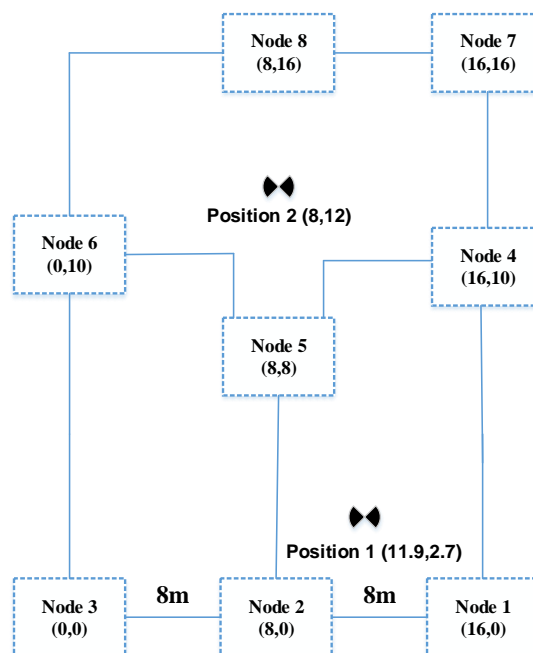 Node 8
(8,16)
Node 7
(16,16)
Position 2 (8,12)
Node 6
(0,10)
Node 4
(16,10)
Node 5
(8,8)
Position 1 (11.9,2.7)
Node 3
(0,0)
8m
Node 2
(8,0)
8m
Node 1
(16,0)